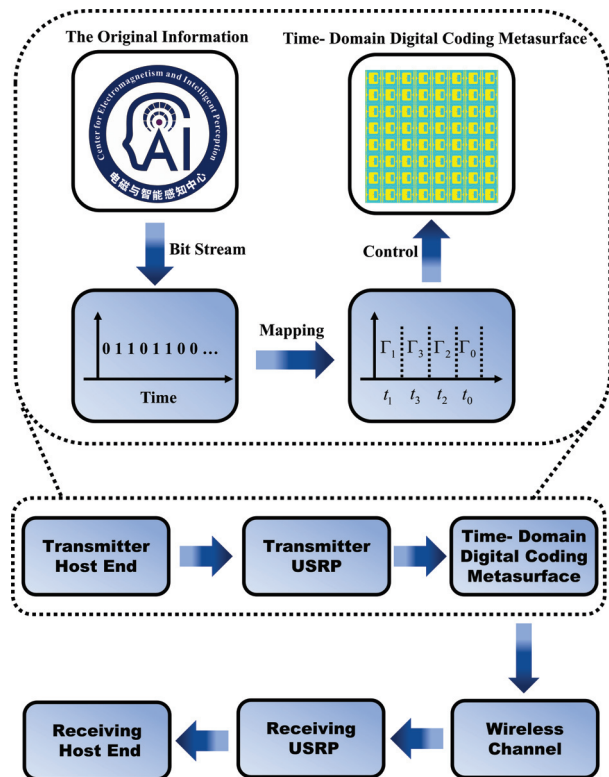 The Original Information
Time- Domain Digital Coding Metasurface
Center for Electromagnetism and Intelligent Perception
AI
电磁与智能感知中心
Bit Stream
Control
0 1 1 0 1 1 0 0 ...
Time
Mapping
Γ₁ Γ₃ Γ₂ Γ₀
t₁ t₃ t₂ t₀
Transmitter
Host End
Transmitter
USRP
Time- Domain
Digital Coding
Metasurface
Receiving
Host End
Receiving
USRP
Wireless
Channel